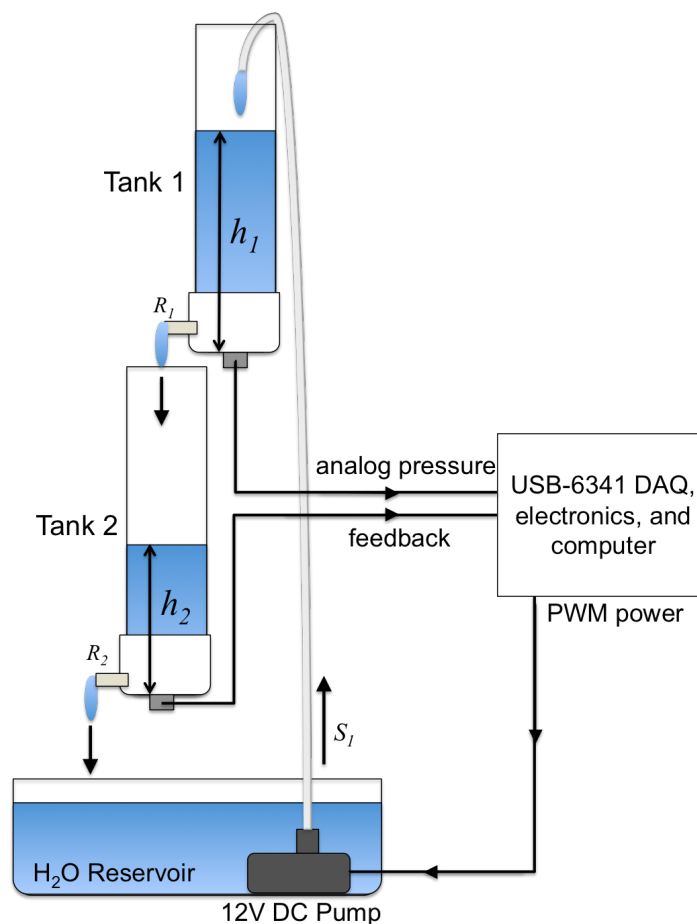 Tank 1
h1
R1
analog pressure
feedback
USB-6341 DAQ,
electronics, and
computer
PWM power
Tank 2
h2
R2
S1
H2O Reservoir
12V DC Pump